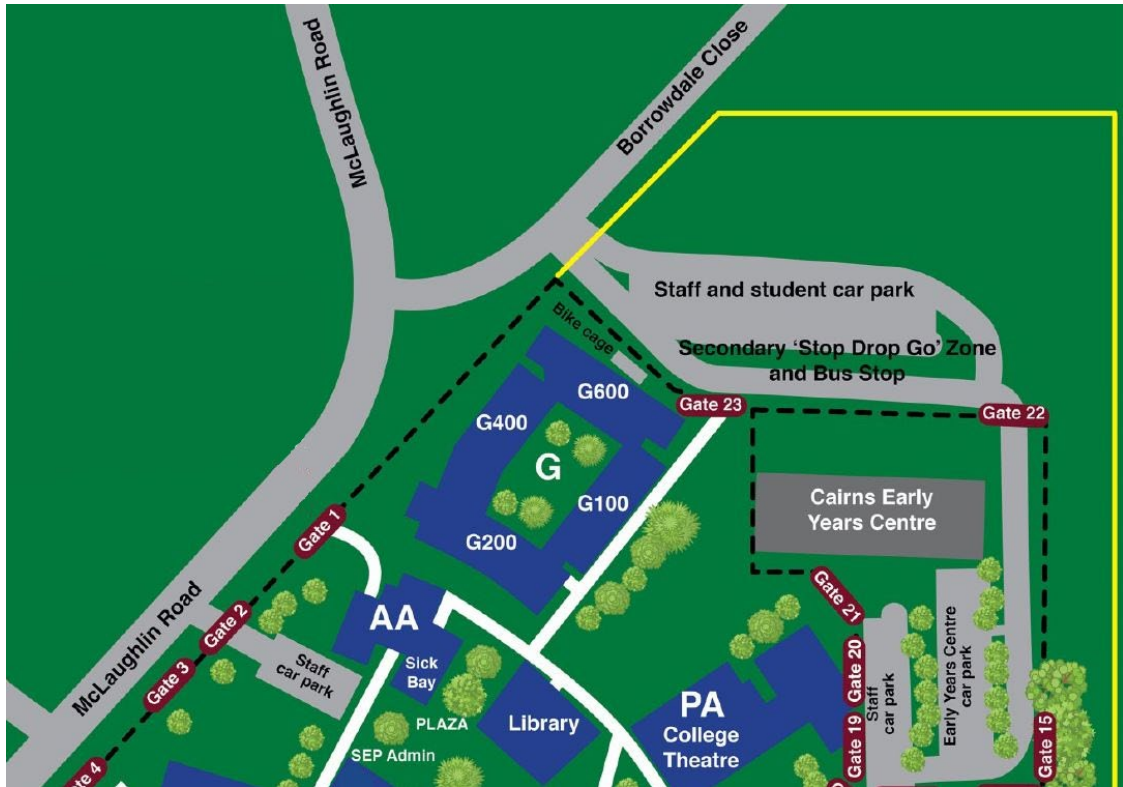 McLaughlin Road
Borrowdale Close
Staff and student car park
Bike cage
Secondary ‘Stop Drop Go’ Zone
and Bus Stop
G600
Gate 23
Gate 22
G400
G
G100
Cairns Early
Years Centre
Gate 1
G200
Gate 21
AA
Gate 2
McLaughlin Road
Gate 3
Staff
car park
Sick
Bay
Gate 20
Staff
car park
Early Years Centre
car park
PLAZA
Library
PA
College
Theatre
SEP Admin
Gate 19
Gate 15
Gate 4